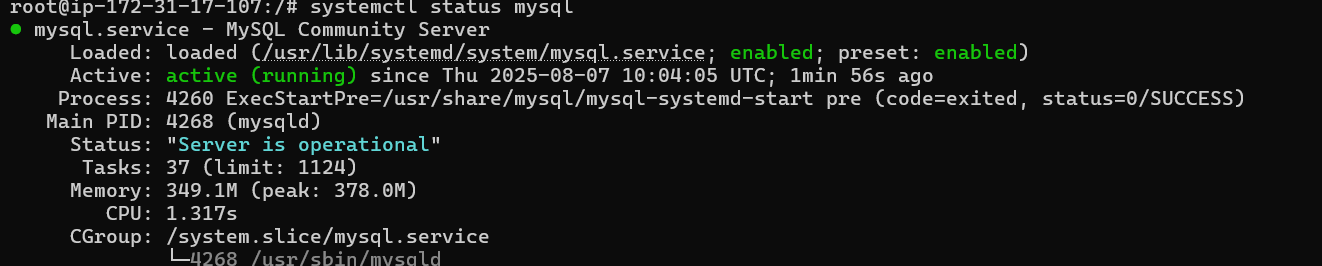 root@ip-172-31-17-107:/# systemctl status mysql
● mysql.service - MySQL Community Server
Loaded: loaded (/usr/lib/systemd/system/mysql.service; enabled; preset: enabled)
Active: active (running) since Thu 2025-08-07 10:04:05 UTC; 1min 56s ago
Process: 4260 ExecStartPre=/usr/share/mysql/mysql-systemd-start pre (code=exited, status=0/SUCCESS)
Main PID: 4268 (mysqld)
Status: "Server is operational"
Tasks: 37 (limit: 1124)
Memory: 349.1M (peak: 378.0M)
CPU: 1.317s
CGroup: /system.slice/mysql.service
└─4268 /usr/sbin/mysqld